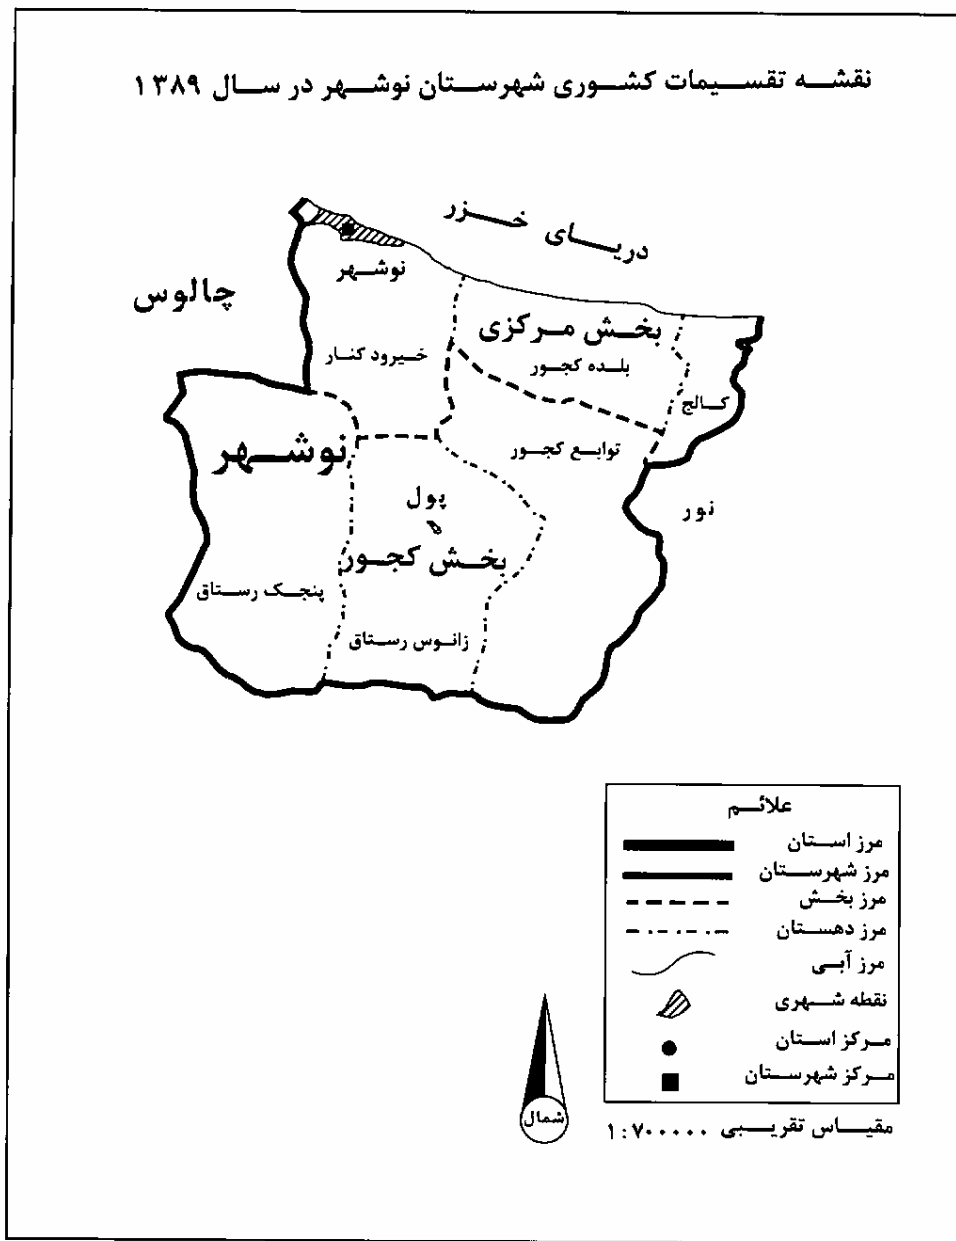 نقشه تقسیمات کشوری شهرستان نوشهر در سال ۱۳۸۹
دریای خزر
نوشهر
چالوس
بخش مرکزی
خیرود کنار
بلده کجور
کالج
نوشهر
توابع کجور
پول
نور
بخش کجور
پنجک رستاق
زانوس رستاق
علائم
مرز استان
مرز شهرستان
مرز بخش
مرز دهستان
مرز آبی
نقطه شهری
مرکز استان
مرکز شهرستان
شمال
مقیاس تقریبی ۱:۷۰۰۰۰۰